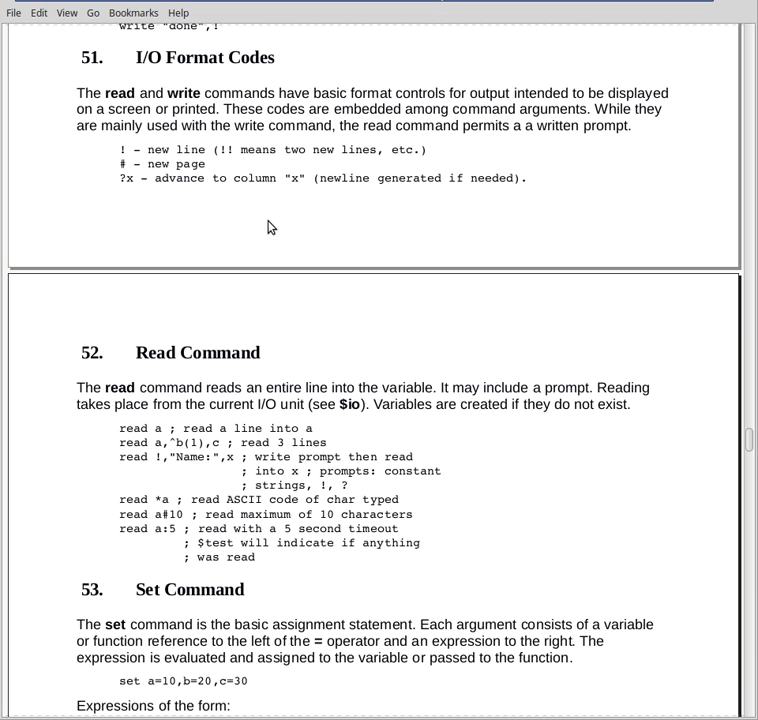 File Edit View Go Bookmarks Help
write "done",!
51. I/O Format Codes
The read and write commands have basic format controls for output intended to be displayed
on a screen or printed. These codes are embedded among command arguments. While they
are mainly used with the write command, the read command permits a a written prompt.
! – new line (!! means two new lines, etc.)
# – new page
?x – advance to column "x" (newline generated if needed).
52. Read Command
The read command reads an entire line into the variable. It may include a prompt. Reading
takes place from the current I/O unit (see $io). Variables are created if they do not exist.
read a ; read a line into a
read a,^b(1),c ; read 3 lines
read !,"Name:",x ; write prompt then read
; into x ; prompts: constant
; strings, !, ?
read *a ; read ASCII code of char typed
read a#10 ; read maximum of 10 characters
read a:5 ; read with a 5 second timeout
; $test will indicate if anything
; was read
53. Set Command
The set command is the basic assignment statement. Each argument consists of a variable
or function reference to the left of the = operator and an expression to the right. The
expression is evaluated and assigned to the variable or passed to the function.
set a=10,b=20,c=30
Expressions of the form: